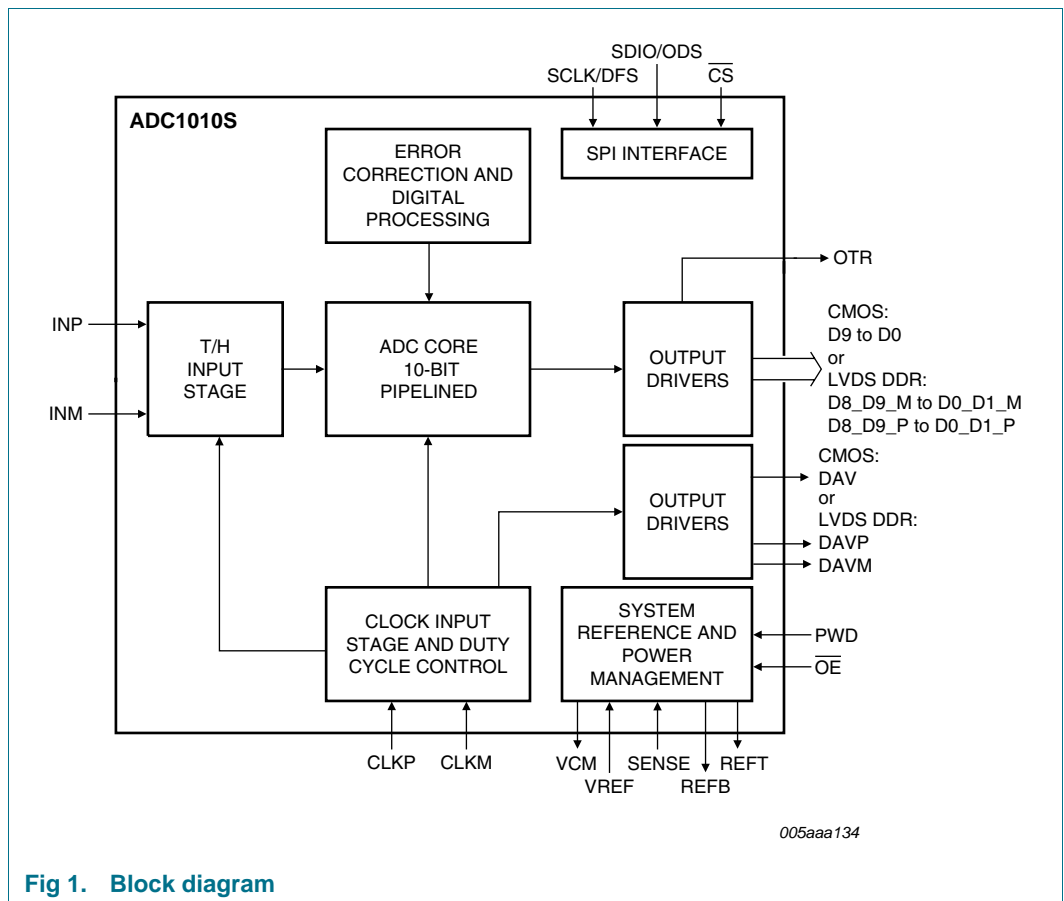 SDIO/ODS
SCLK/DFS
CS
ADC1010S
ERROR
CORRECTION AND
DIGITAL
PROCESSING
SPI INTERFACE
OTR
INP
INM
T/H
INPUT
STAGE
ADC CORE
10-BIT
PIPELINED
OUTPUT
DRIVERS
CMOS:
D9 to D0
or
LVDS DDR:
D8_D9_M to D0_D1_M
D8_D9_P to D0_D1_P
OUTPUT
DRIVERS
CMOS:
DAV
or
LVDS DDR:
DAVP
DAVM
CLOCK INPUT
STAGE AND DUTY
CYCLE CONTROL
SYSTEM
REFERENCE AND
POWER
MANAGEMENT
PWD
OE
CLKP
CLKM
VCM
SENSE
REFT
VREF
REFB
005aaa134
Fig 1. Block diagram